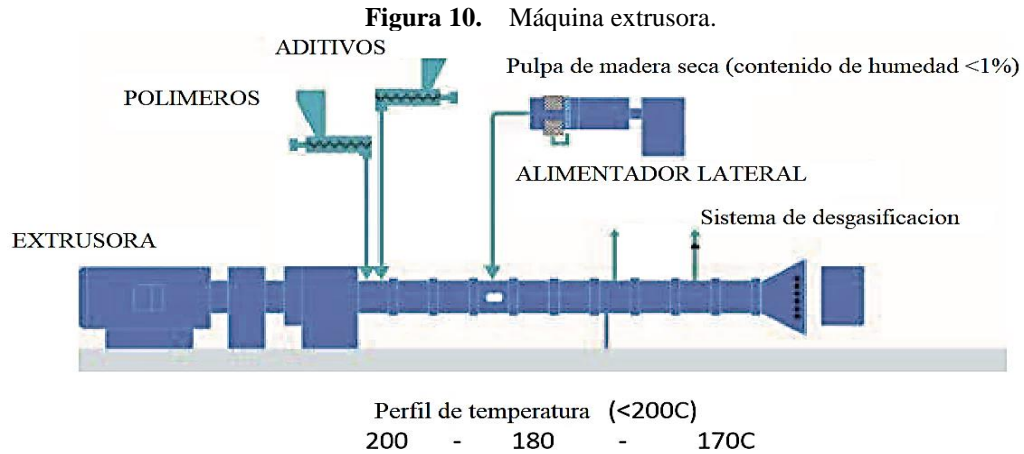 Figura 10. Máquina extrusora.
ADITIVOS
Pulpa de madera seca (contenido de humedad <1%)
POLIMEROS
ALIMENTADOR LATERAL
Sistema de desgasificacion
EXTRUSORA
Perfil de temperatura (<200C)
200 - 180 - 170C